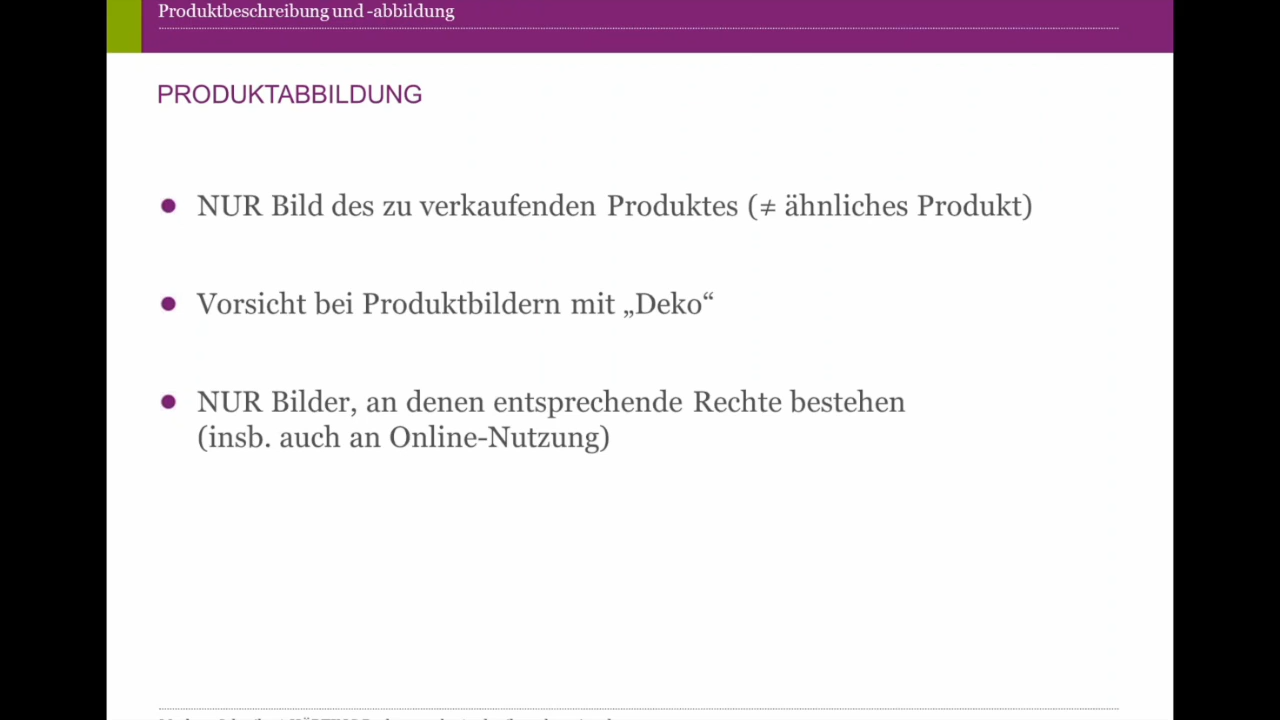 Produktbeschreibung und -abbildung
PRODUKTABBILDUNG
NUR Bild des zu verkaufenden Produktes (≠ ähnliches Produkt)
Vorsicht bei Produktbildern mit „Deko“
NUR Bilder, an denen entsprechende Rechte bestehen
(insb. auch an Online-Nutzung)